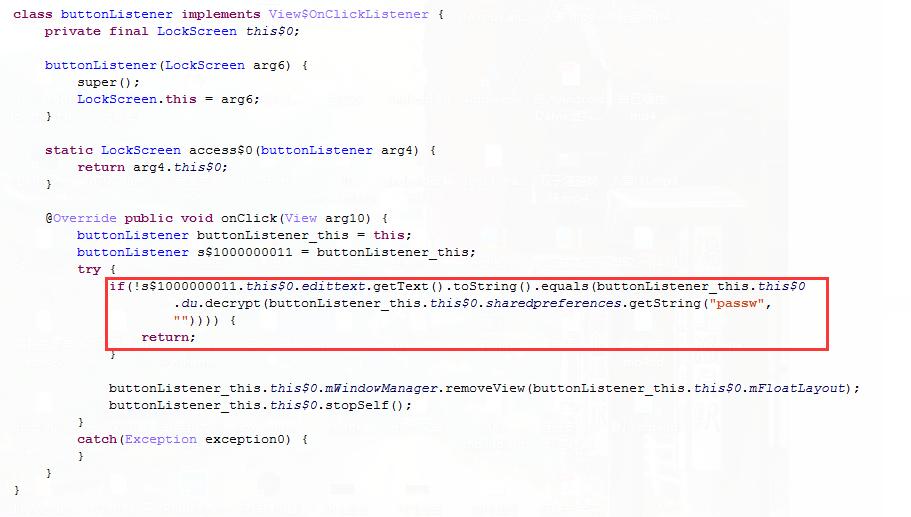 class buttonListener implements View$OnClickListener {
private final LockScreen this$0;
buttonListener(LockScreen arg6) {
super();
LockScreen.this = arg6;
}
static LockScreen access$0(buttonListener arg4) {
return arg4.this$0;
}
@Override public void onClick(View arg10) {
buttonListener buttonListener_this = this;
buttonListener s$1000000011 = buttonListener_this;
try {
if(!s$1000000011.this$0.edittext.getText().toString().equals(buttonListener_this.this$0
.du.decrypt(buttonListener_this.this$0.sharedpreferences.getString("passw",
"")))) {
return;
}
buttonListener_this.this$0.mWindowManager.removeView(buttonListener_this.this$0.mFloatLayout);
buttonListener_this.this$0.stopSelf();
}
catch(Exception exception0) {
}
}
}